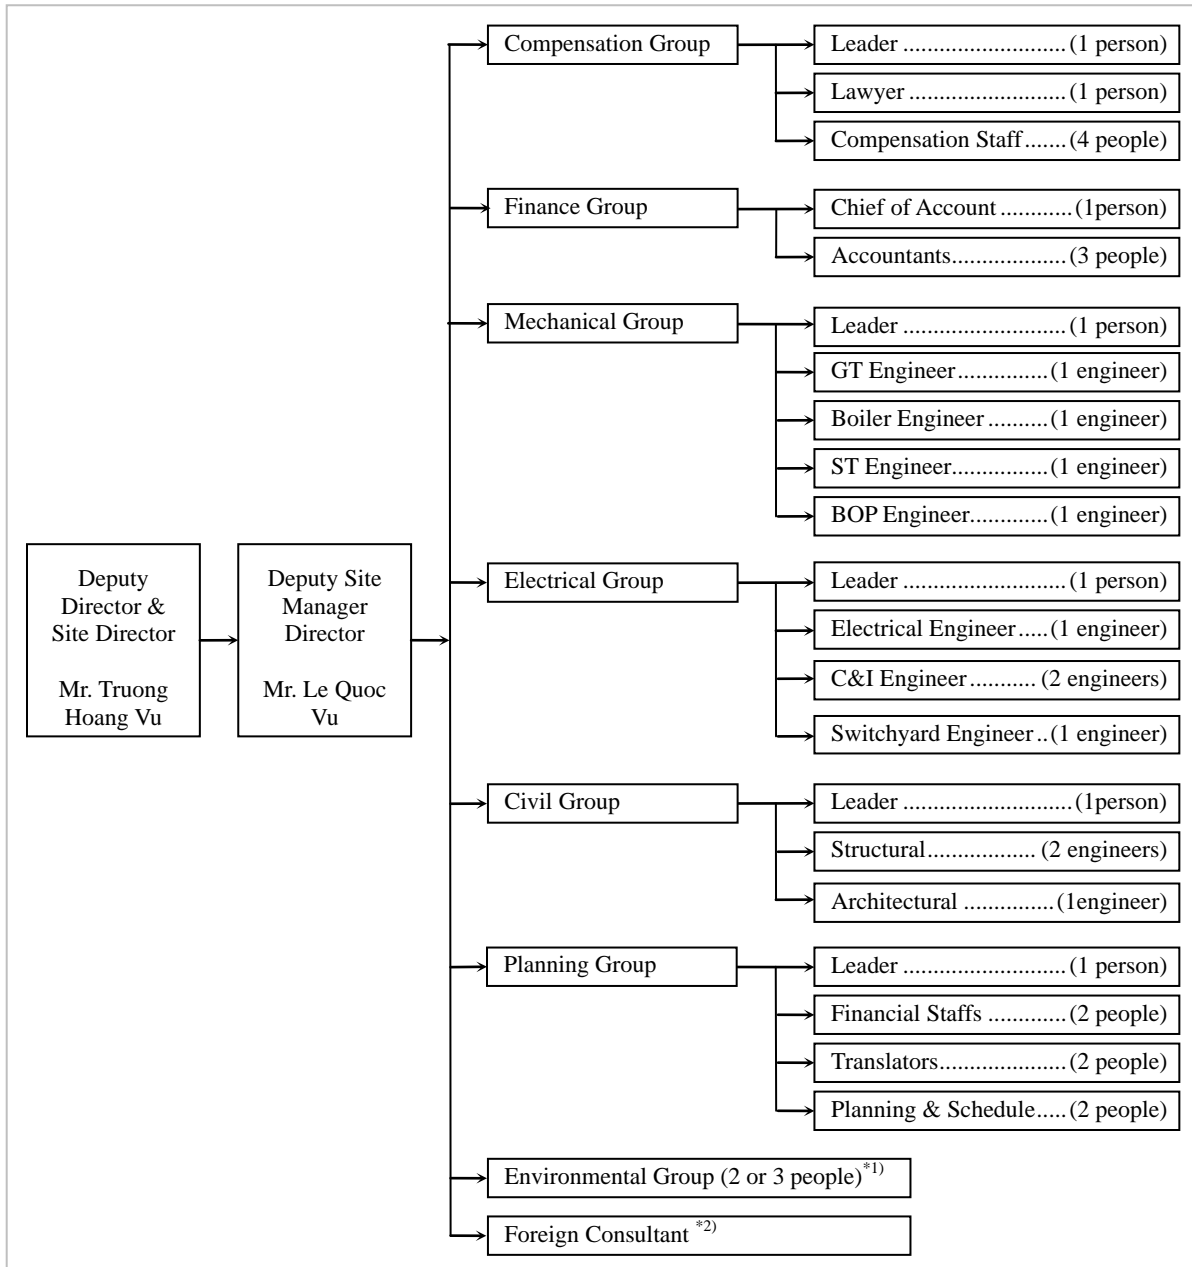 Deputy
Director &
Site Director
Mr. Truong
Hoang Vu
Deputy Site
Manager
Director
Mr. Le Quoc
Vu
Compensation Group
Leader ........................... (1 person)
Lawyer .......................... (1 person)
Compensation Staff ....... (4 people)
Finance Group
Chief of Account ............ (1person)
Accountants ................... (3 people)
Mechanical Group
Leader ........................... (1 person)
GT Engineer ............... (1 engineer)
Boiler Engineer .......... (1 engineer)
ST Engineer ................ (1 engineer)
BOP Engineer ............. (1 engineer)
Electrical Group
Leader ........................... (1 person)
Electrical Engineer ..... (1 engineer)
C&I Engineer ........... (2 engineers)
Switchyard Engineer .. (1 engineer)
Civil Group
Leader ............................ (1person)
Structural .................. (2 engineers)
Architectural ............... (1engineer)
Planning Group
Leader ........................... (1 person)
Financial Staffs ............. (2 people)
Translators ..................... (2 people)
Planning & Schedule ..... (2 people)
Environmental Group (2 or 3 people)*1)
Foreign Consultant *2)